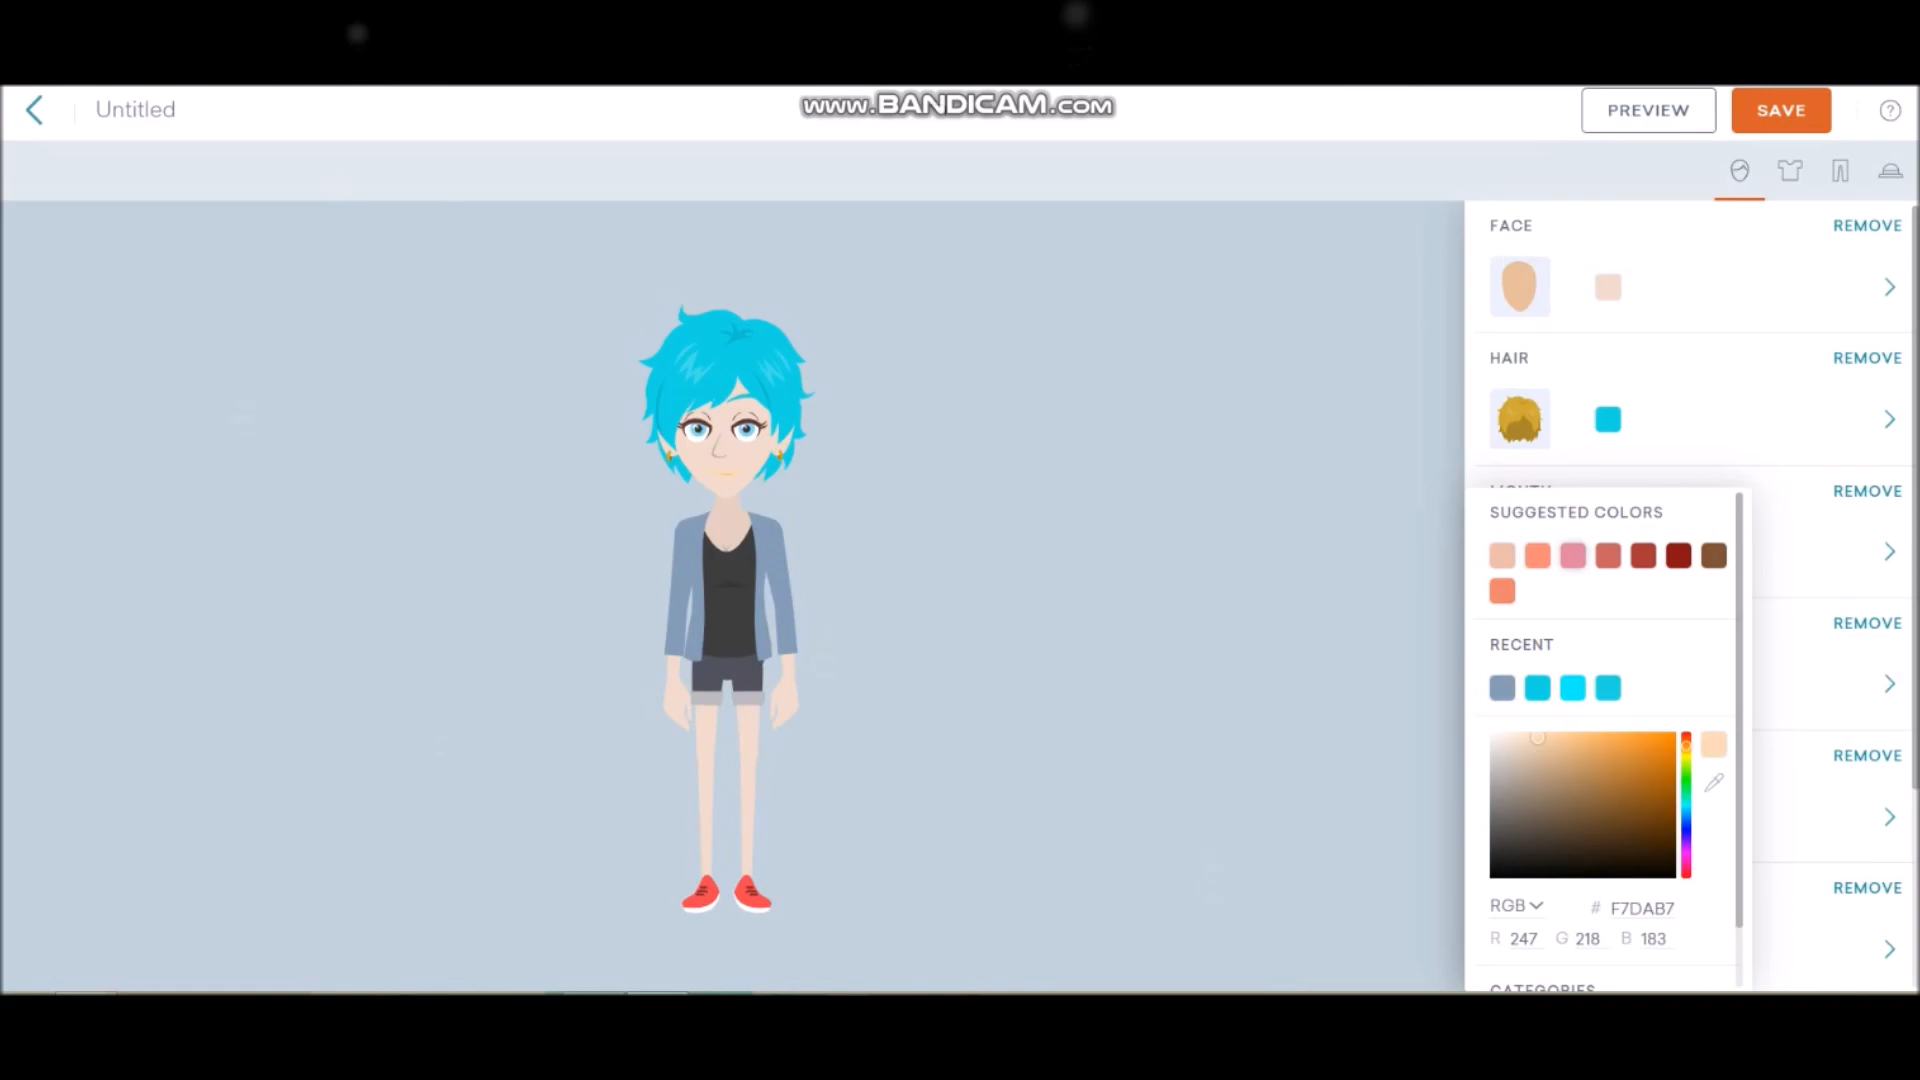 Untitled
www.BANDICAM.com
PREVIEW
SAVE
?
FACE
REMOVE
HAIR
REMOVE
REMOVE
SUGGESTED COLORS
REMOVE
RECENT
REMOVE
REMOVE
RGB
# F7DAB7
R 247 G 218 B 183
CATEGORIES